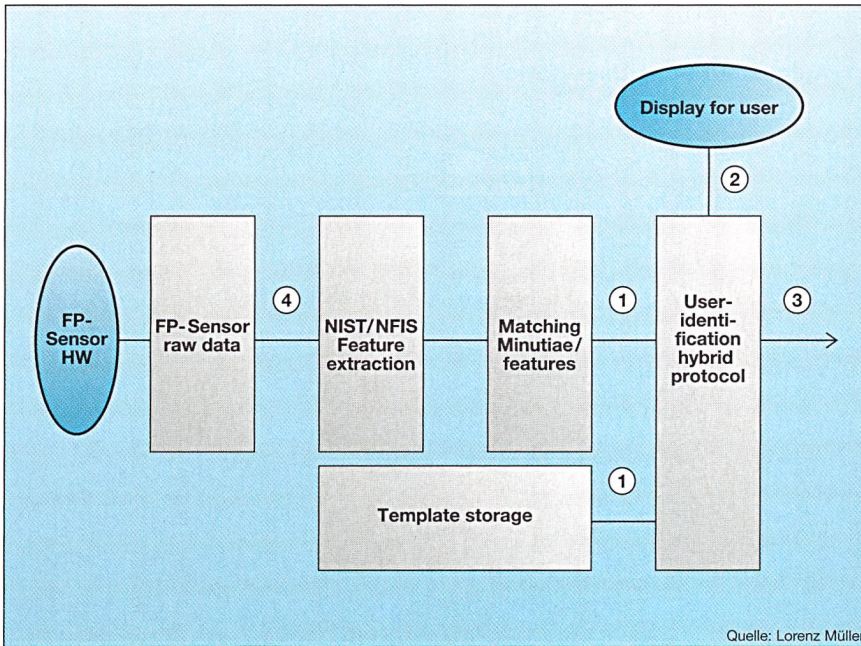 Display for user
2
FP-
Sensor
HW
FP-Sensor
raw data
4
NIST/NFIS
Feature
extraction
Matching
Minutiae/
features
1
User-
identi-
fication
hybrid
protocol
3
Template storage
1
Quelle: Lorenz Müller